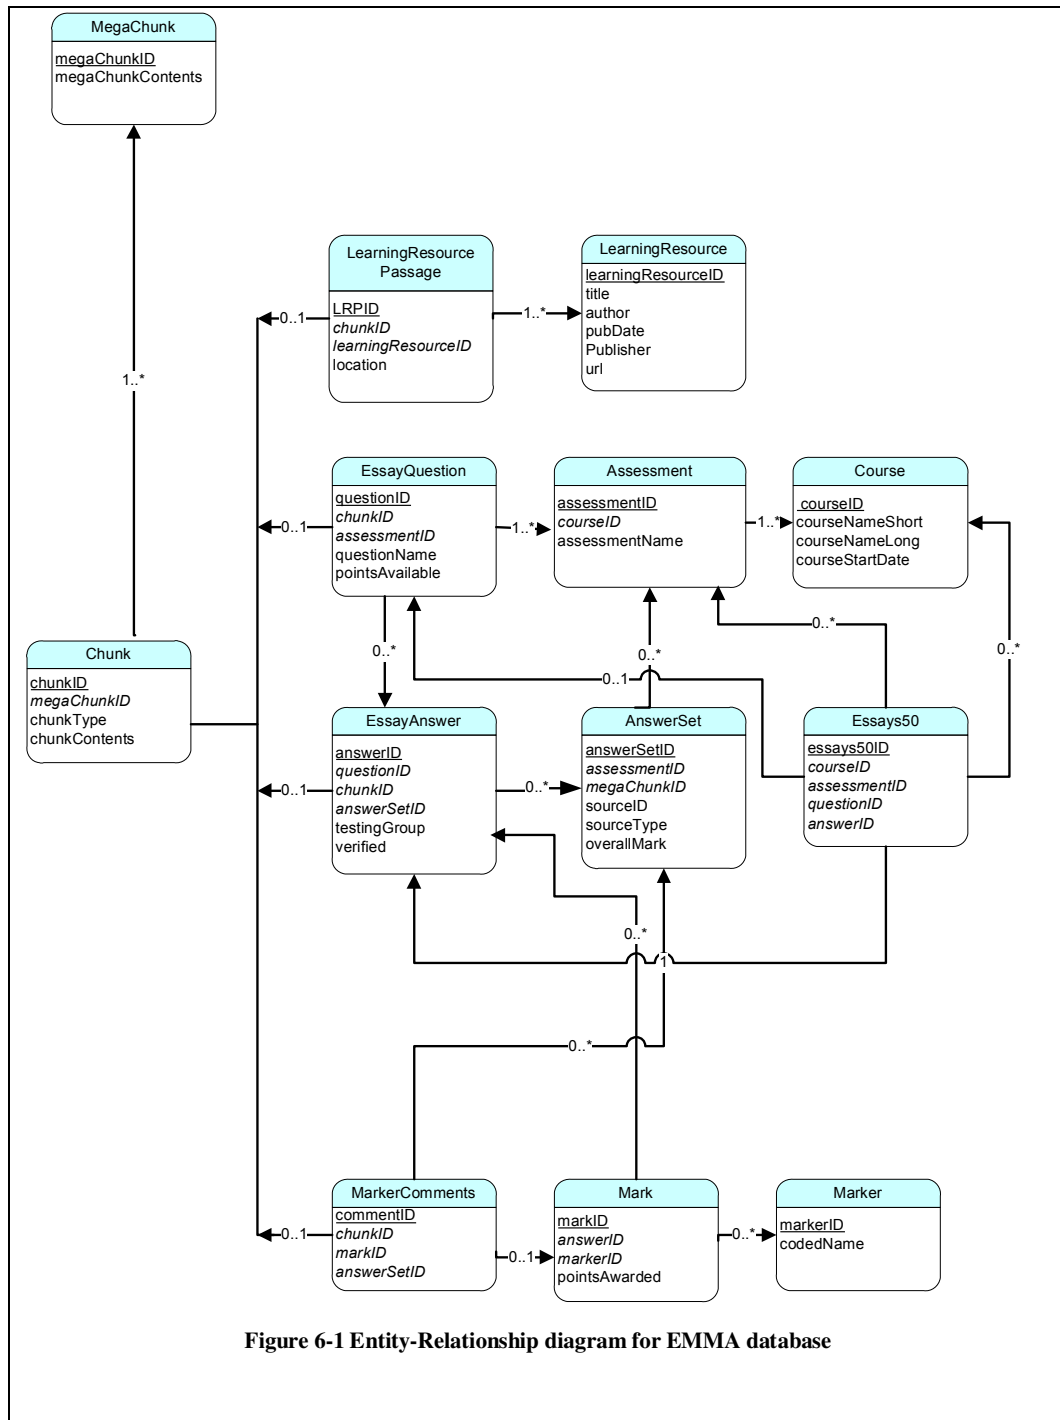 MegaChunk
megaChunkID
megaChunkContents
1..*
LearningResource
Passage
LRPID
chunkID
learningResourceID
location
0..1
1..*
LearningResource
learningResourceID
title
author
pubDate
Publisher
url
EssayQuestion
questionID
chunkID
assessmentID
questionName
pointsAvailable
0..1
1..*
Assessment
assessmentID
courseID
assessmentName
1..*
Course
courseID
courseNameShort
courseNameLong
courseStartDate
0..*
0..*
0..*
0..*
0..1
Chunk
chunkID
megaChunkID
chunkType
chunkContents
EssayAnswer
answerID
questionID
chunkID
answerSetID
testingGroup
verified
0..1
0..*
AnswerSet
answerSetID
assessmentID
megaChunkID
sourceID
sourceType
overallMark
Essays50
essays50ID
courseID
assessmentID
questionID
answerID
0..*
1
0..*
MarkerComments
commentID
chunkID
markID
answerSetID
0..1
0..1
Mark
markID
answerID
markerID
pointsAwarded
0..*
Marker
markerID
codedName
Figure 6-1 Entity-Relationship diagram for EMMA database